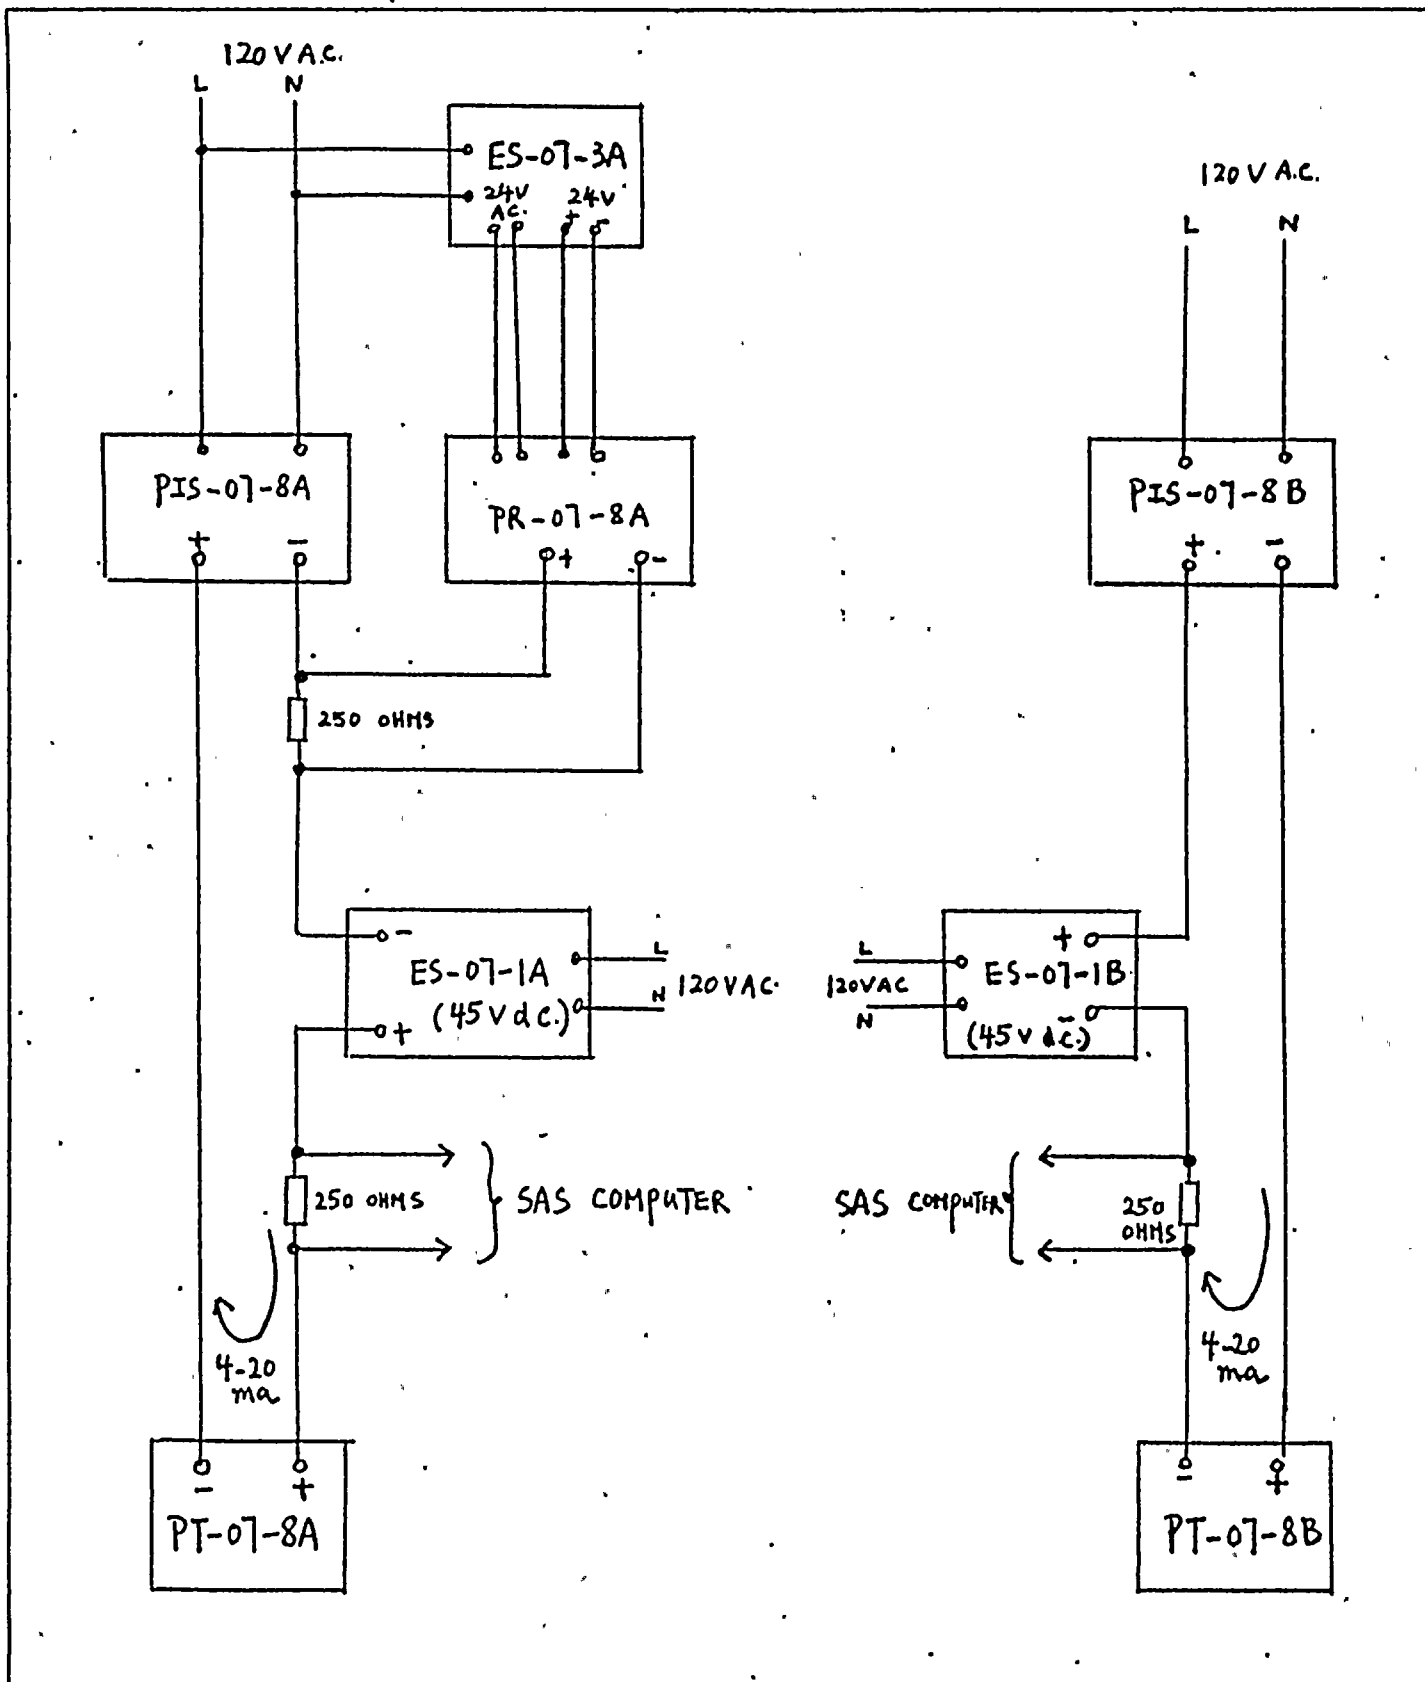 120 V A.C.
L N
ES-07-3A
24V 24V
A.C. + -
120 V A.C.
L N
PIS-07-8A
+ -
PR-07-8A
+ -
PIS-07-8B
+ -
250 OHMS
-
ES-07-1A
(45 V d c.)
+
L
N
120 V AC.
L
120VAC
N
+
ES-07-1B
-
(45 V d c.)
250 OHMS
SAS COMPUTER
SAS COMPUTER
250
OHMS
4-20
ma
4-20
ma
- +
PT-07-8A
- +
PT-07-8B